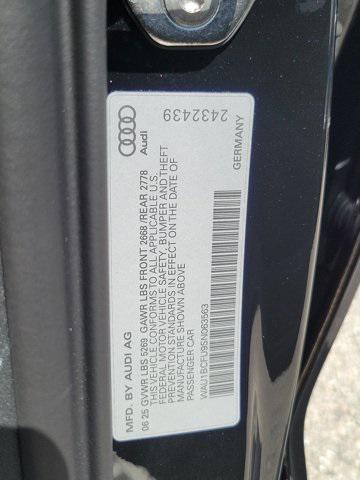 MFD. BY AUDI AG
06 25 GVWR LBS 5269 GAWR LBS FRONT 2668/REAR 2778
THIS VEHICLE CONFORMS TO ALL APPLICABLE U.S.
FEDERAL MOTOR VEHICLE SAFETY, BUMPER AND THEFT
PREVENTION STANDARDS IN EFFECT ON THE DATE OF
MANUFACTURE SHOWN ABOVE
PASSENGER CAR
WAU1BCFU9SN063563
GERMANY
Audi
2432439